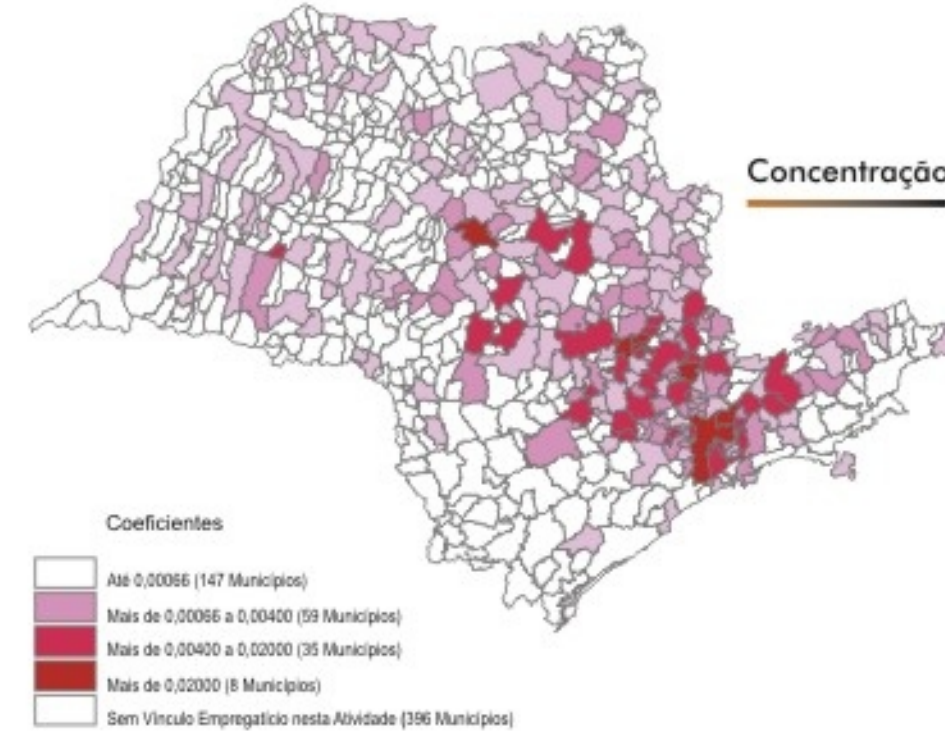 Concentração
Coeficientes
Até 0,00066 (147 Municípios)
Mais de 0,00066 a 0,00400 (59 Municípios)
Mais de 0,00400 a 0,02000 (35 Municípios)
Mais de 0,02000 (8 Municípios)
Sem Vínculo Empregatício nesta Atividade (396 Municípios)